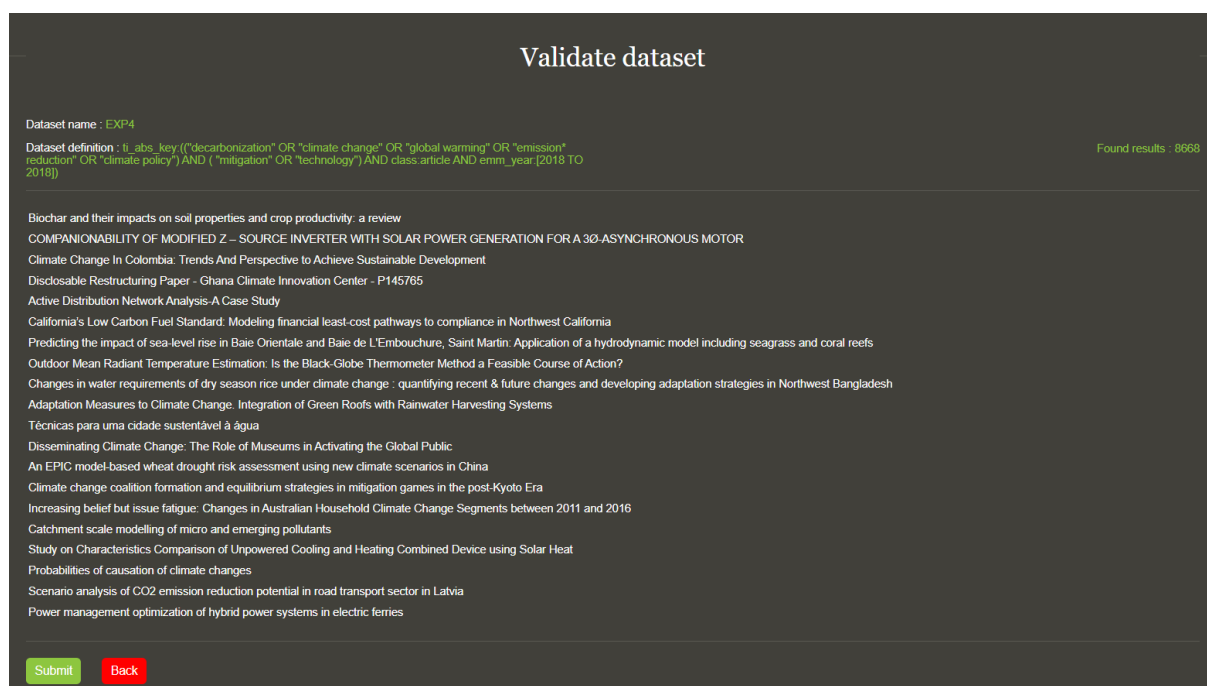 Validate dataset
Dataset name : EXP4
Dataset definition : ti_abs_key:(("decarbonization" OR "climate change" OR "global warming" OR "emission*
reduction" OR "climate policy") AND ( "mitigation" OR "technology") AND class:article AND emm_year:[2018 TO
2018])
Found results : 8668
Biochar and their impacts on soil properties and crop productivity: a review
COMPANIONABILITY OF MODIFIED Z – SOURCE INVERTER WITH SOLAR POWER GENERATION FOR A 3Ø-ASYNCHRONOUS MOTOR
Climate Change In Colombia: Trends And Perspective to Achieve Sustainable Development
Disclosable Restructuring Paper - Ghana Climate Innovation Center - P145765
Active Distribution Network Analysis-A Case Study
California's Low Carbon Fuel Standard: Modeling financial least-cost pathways to compliance in Northwest California
Predicting the impact of sea-level rise in Baie Orientale and Baie de L'Embouchure, Saint Martin: Application of a hydrodynamic model including seagrass and coral reefs
Outdoor Mean Radiant Temperature Estimation: Is the Black-Globe Thermometer Method a Feasible Course of Action?
Changes in water requirements of dry season rice under climate change : quantifying recent & future changes and developing adaptation strategies in Northwest Bangladesh
Adaptation Measures to Climate Change. Integration of Green Roofs with Rainwater Harvesting Systems
Técnicas para uma cidade sustentável à água
Disseminating Climate Change: The Role of Museums in Activating the Global Public
An EPIC model-based wheat drought risk assessment using new climate scenarios in China
Climate change coalition formation and equilibrium strategies in mitigation games in the post-Kyoto Era
Increasing belief but issue fatigue: Changes in Australian Household Climate Change Segments between 2011 and 2016
Catchment scale modelling of micro and emerging pollutants
Study on Characteristics Comparison of Unpowered Cooling and Heating Combined Device using Solar Heat
Probabilities of causation of climate changes
Scenario analysis of CO2 emission reduction potential in road transport sector in Latvia
Power management optimization of hybrid power systems in electric ferries
Submit
Back